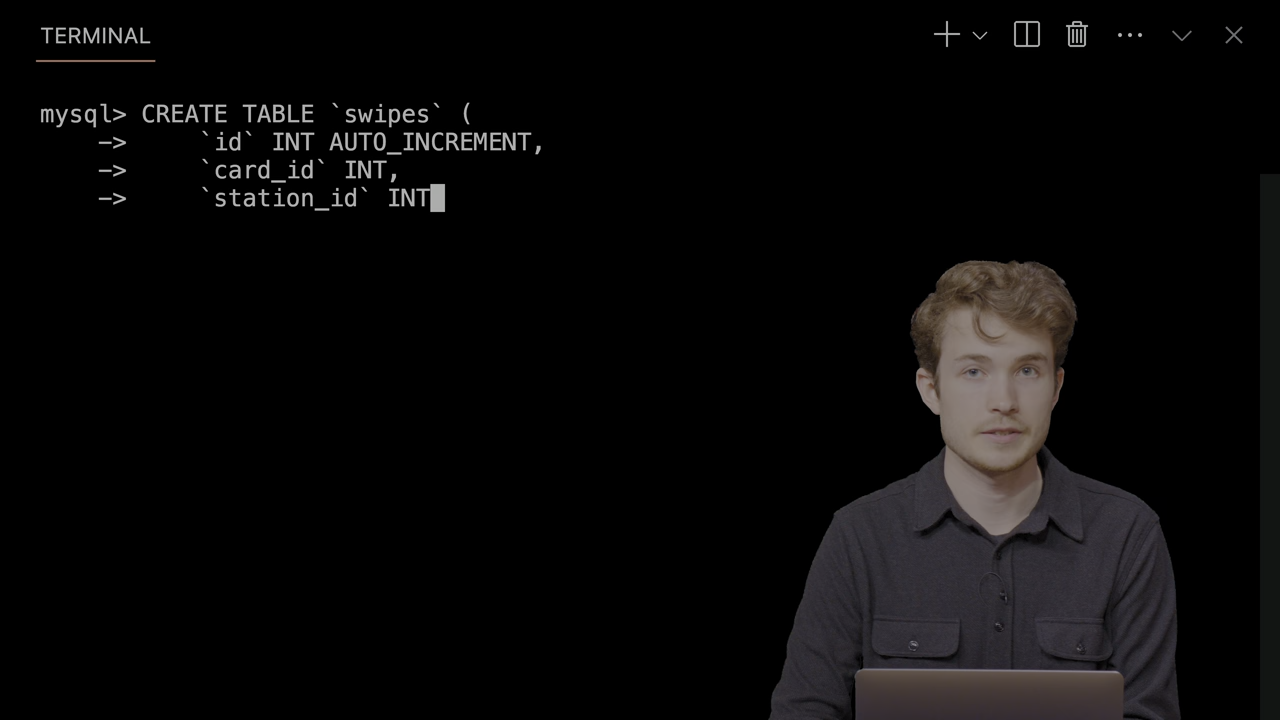 TERMINAL
mysql> CREATE TABLE `swipes` (
    ->     `id` INT AUTO_INCREMENT,
    ->     `card_id` INT,
    ->     `station_id` INT